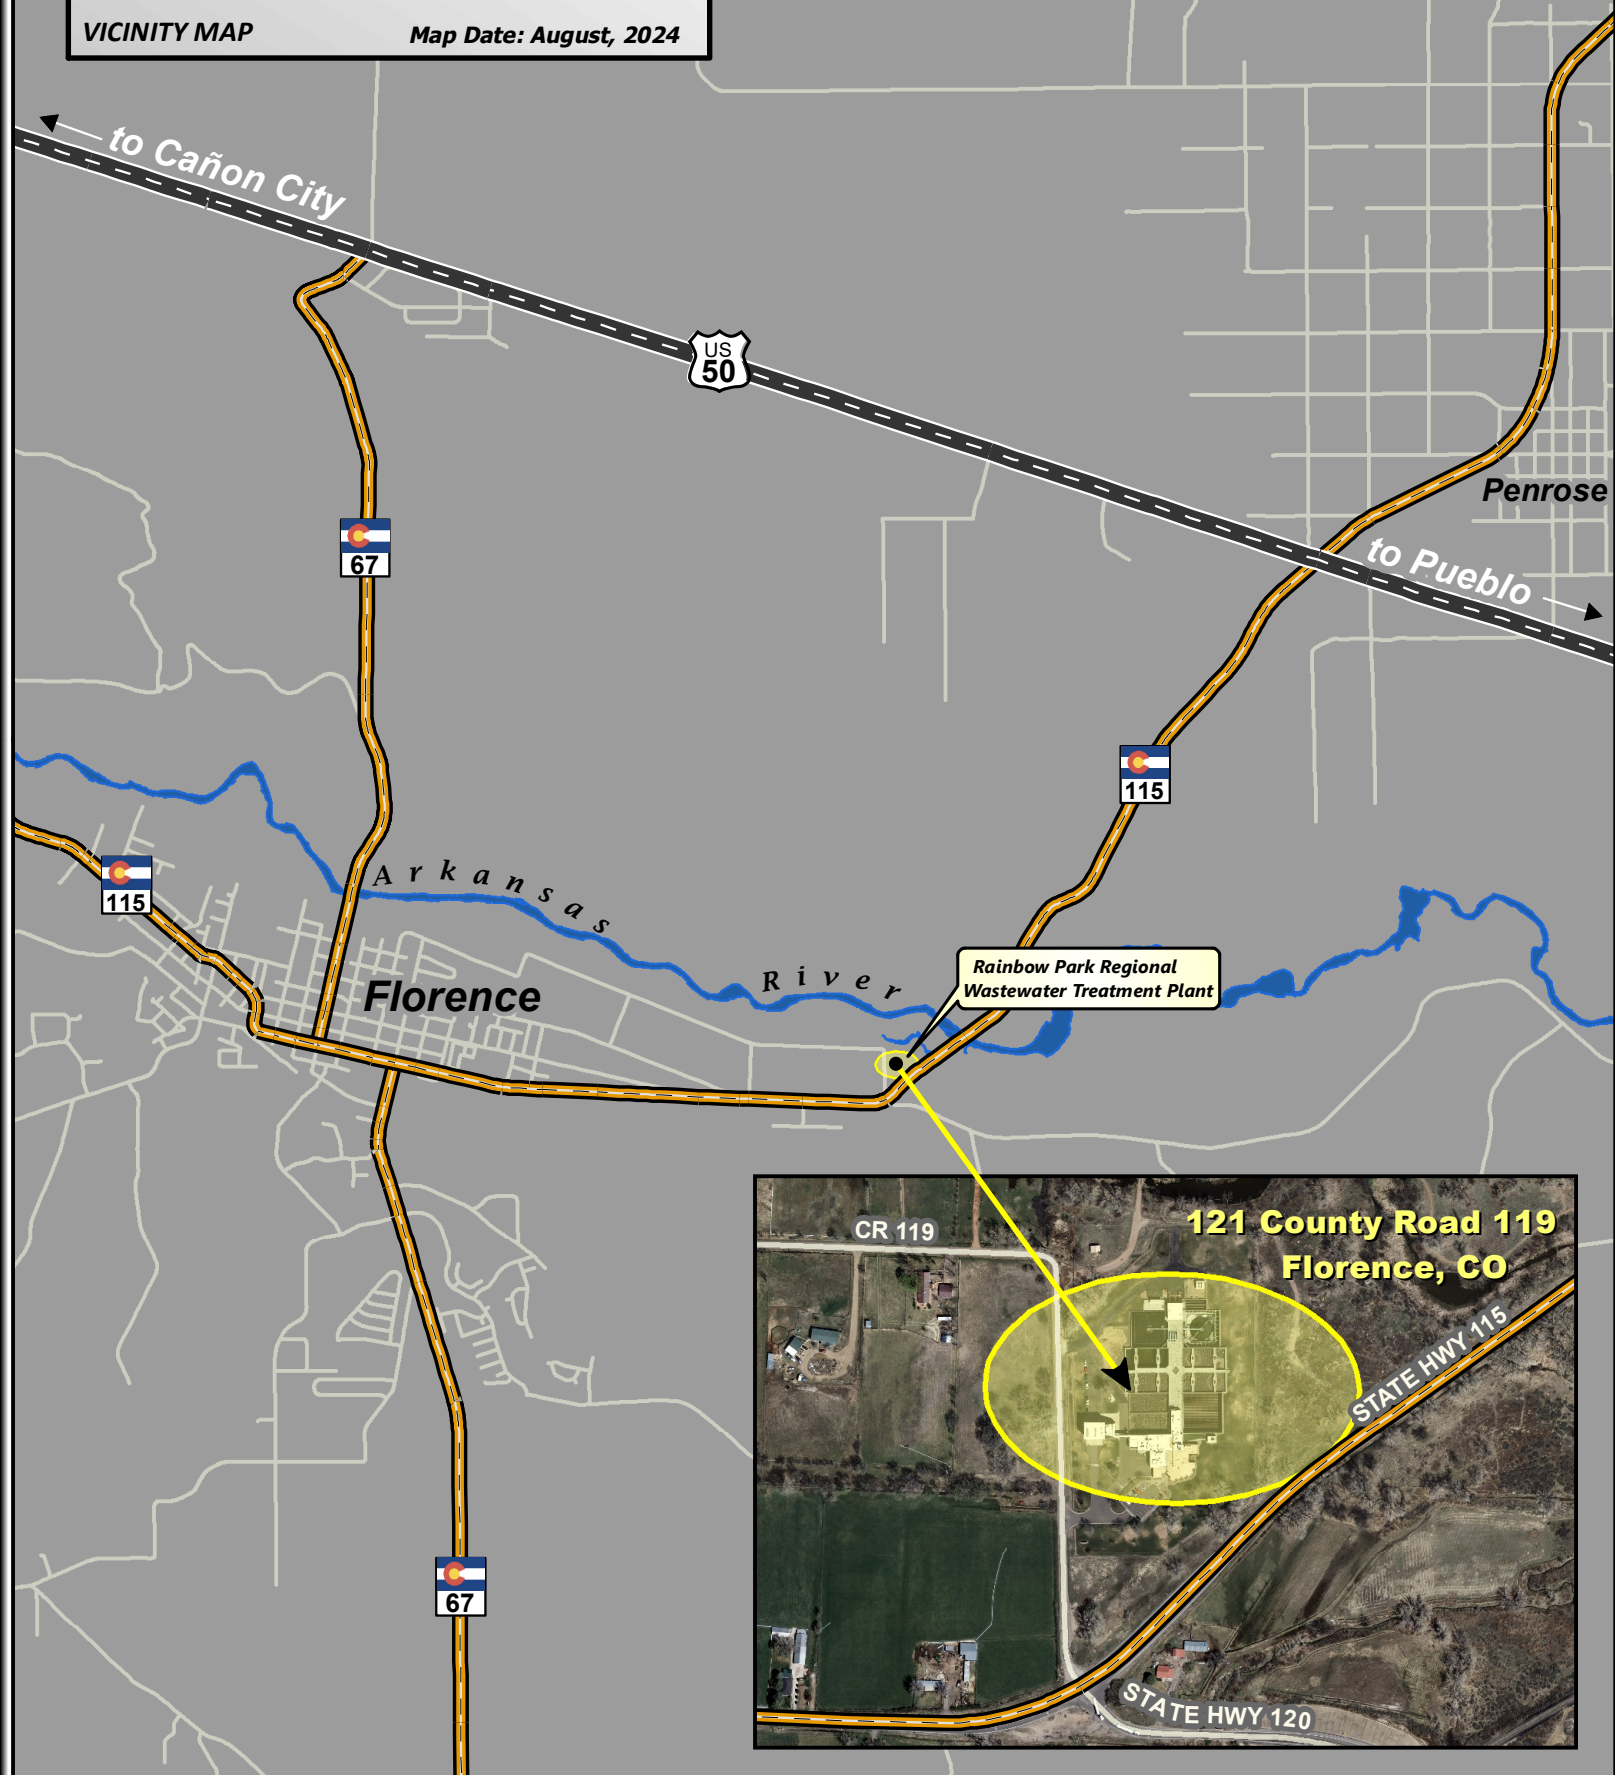 VICINITY MAP
Map Date: August, 2024
to Cañon City
US
50
67
Penrose
to Pueblo
115
115
Arkansas
River
Rainbow Park Regional
Wastewater Treatment Plant
Florence
CR 119
121 County Road 119
Florence, CO
STATE HWY 115
67
STATE HWY 120